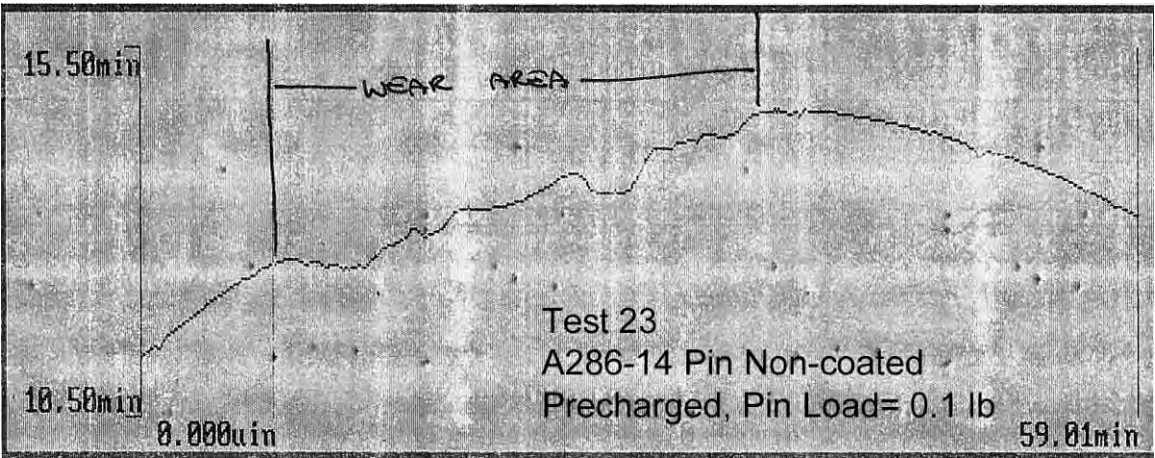 15.50min
WEAR AREA
Test 23
A286-14 Pin Non-coated
Precharged, Pin Load= 0.1 lb
10.50min
0.000uin
59.01min